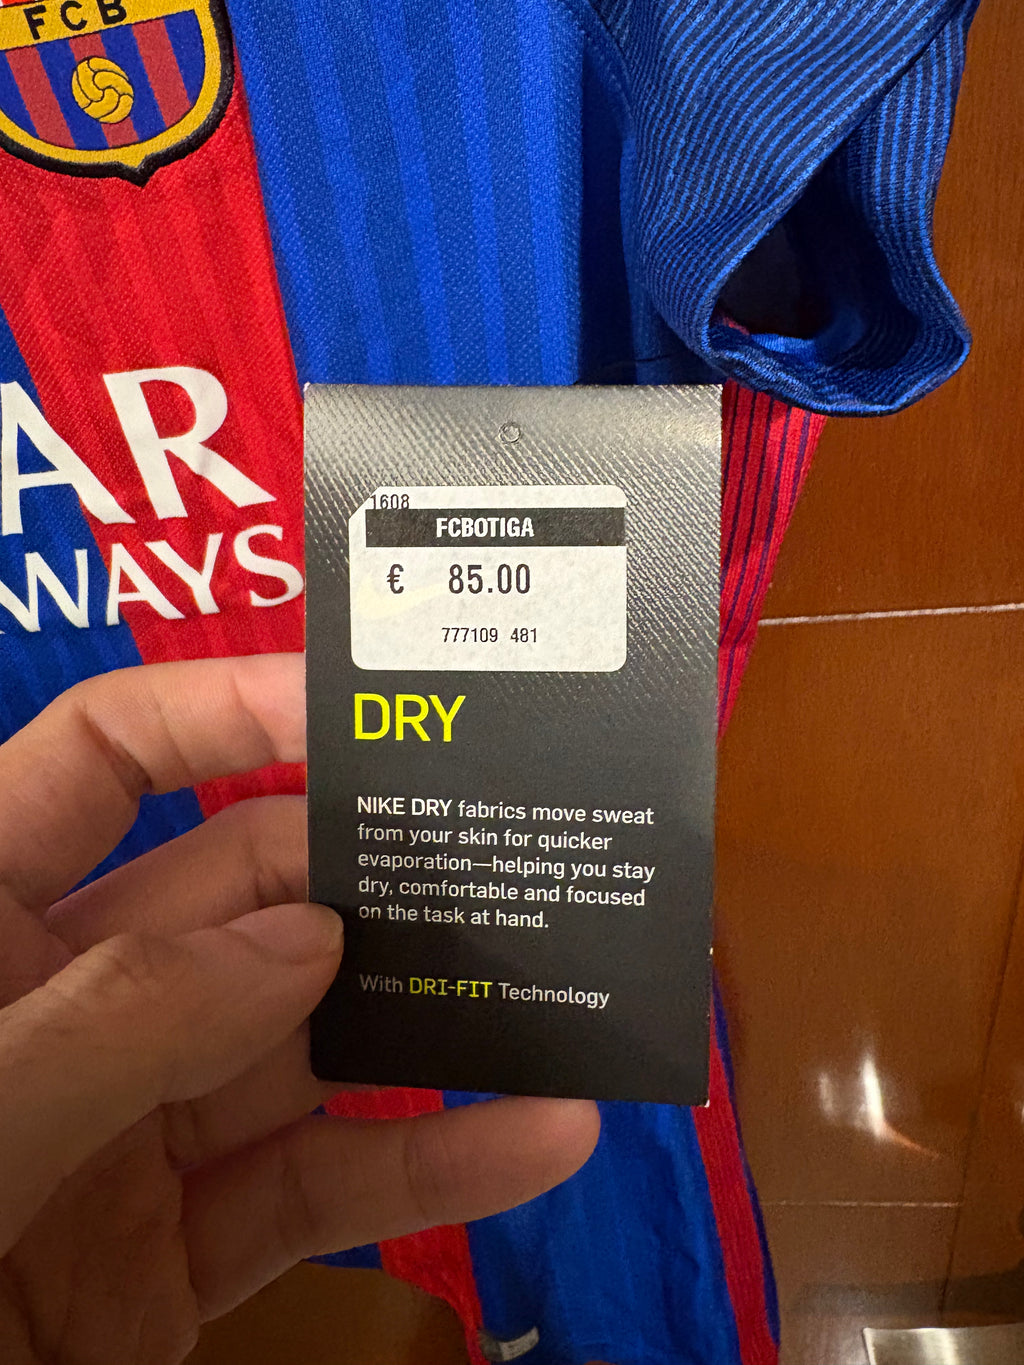 FCB
AR
WAYS
1608
FCBOTIGA
€ 85.00
777109 481
DRY
NIKE DRY fabrics move sweat
from your skin for quicker
evaporation—helping you stay
dry, comfortable and focused
on the task at hand.
With DRI-FIT Technology